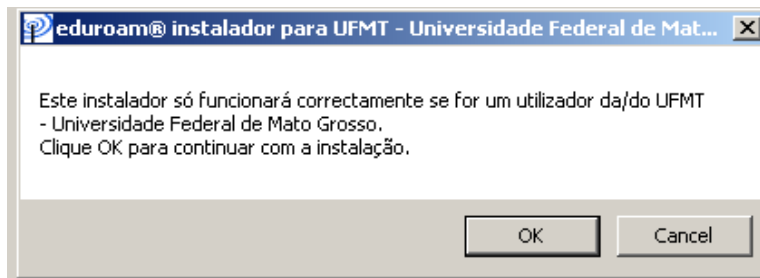 eduroam® instalador para UFMT - Universidade Federal de Mat...
Este instalador só funcionará correctamente se for um utilizador da/do UFMT
- Universidade Federal de Mato Grosso.
Clique OK para continuar com a instalação.
OK
Cancel